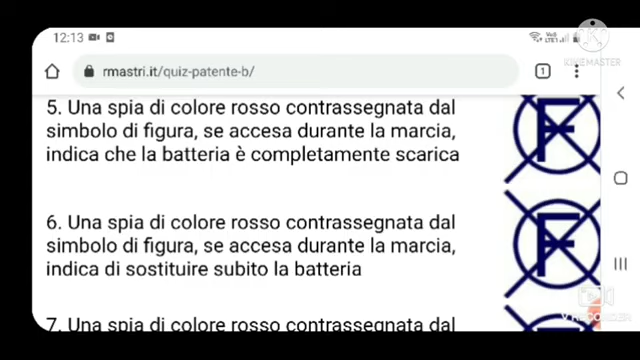 12:13
KINEMASTER
rmastri.it/quiz-patente-b/
1
5. Una spia di colore rosso contrassegnata dal
simbolo di figura, se accesa durante la marcia,
indica che la batteria è completamente scarica
F
6. Una spia di colore rosso contrassegnata dal
simbolo di figura, se accesa durante la marcia,
indica di sostituire subito la batteria
F
V RECORDER
7. Una spia di colore rosso contrassegnata dal